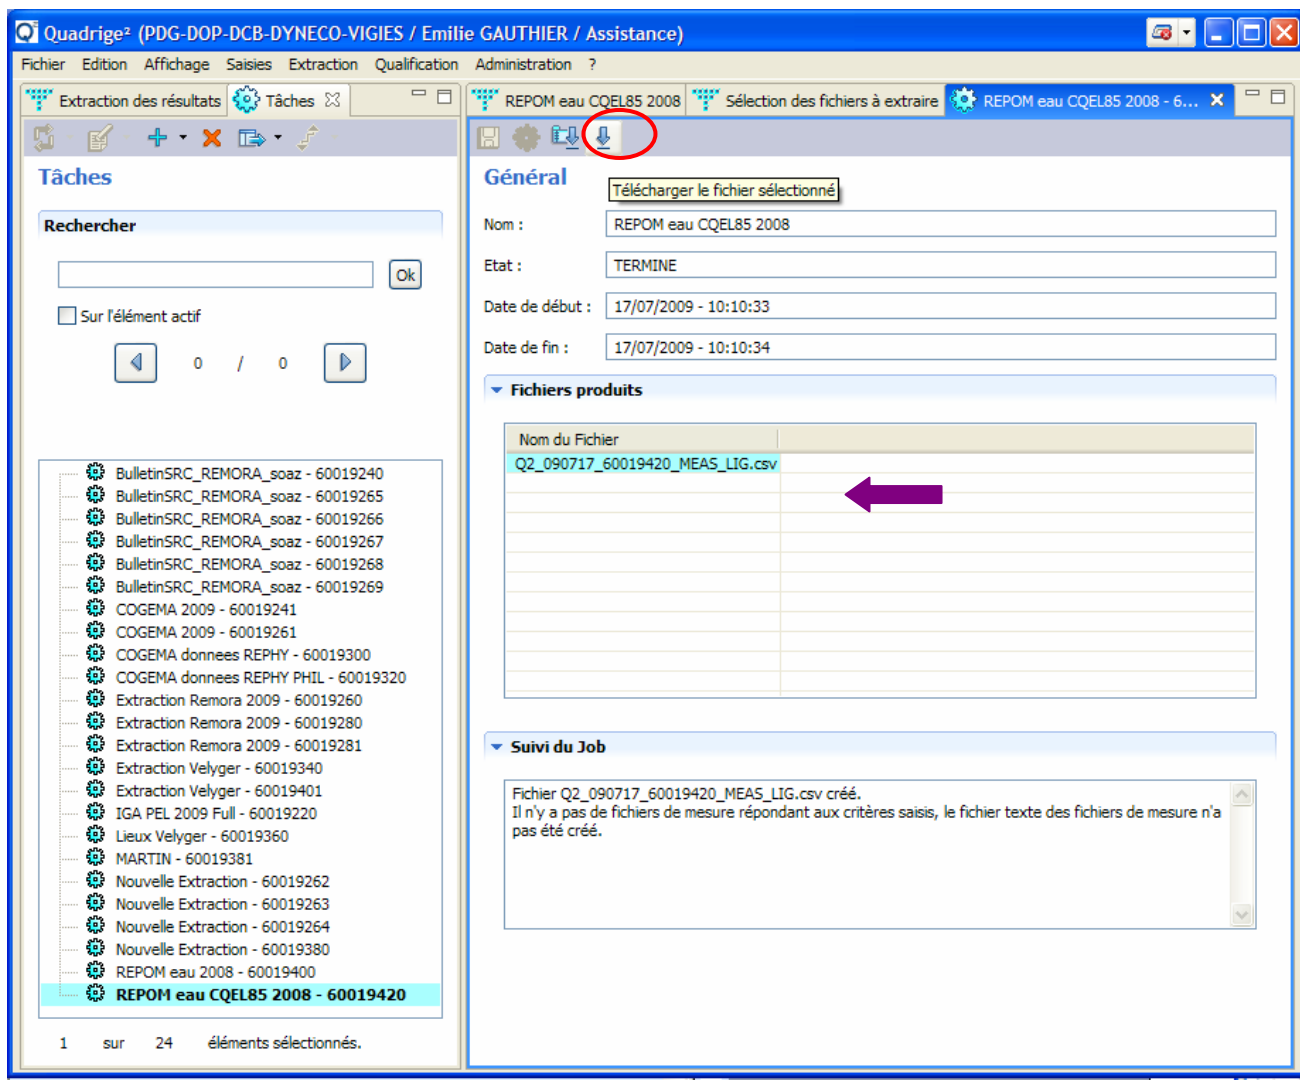 Quadrige² (PDG-DOP-DCB-DYNECO-VIGIES / Emilie GAUTHIER / Assistance)
Fichier Edition Affichage Saisies Extraction Qualification Administration ?
Extraction des résultats Tâches
REPOM eau CQEL85 2008 Sélection des fichiers à extraire REPOM eau CQEL85 2008 - 6...
Tâches
Rechercher
Ok
Sur l'élément actif
0 / 0
BulletinSRC_REMORA_soaz - 60019240
BulletinSRC_REMORA_soaz - 60019265
BulletinSRC_REMORA_soaz - 60019266
BulletinSRC_REMORA_soaz - 60019267
BulletinSRC_REMORA_soaz - 60019268
BulletinSRC_REMORA_soaz - 60019269
COGEMA 2009 - 60019241
COGEMA 2009 - 60019261
COGEMA donnees REPHY - 60019300
COGEMA donnees REPHY PHIL - 60019320
Extraction Remora 2009 - 60019260
Extraction Remora 2009 - 60019280
Extraction Remora 2009 - 60019281
Extraction Velyger - 60019340
Extraction Velyger - 60019401
IGA PEL 2009 Full - 60019220
Lieux Velyger - 60019360
MARTIN - 60019381
Nouvelle Extraction - 60019262
Nouvelle Extraction - 60019263
Nouvelle Extraction - 60019264
Nouvelle Extraction - 60019380
REPOM eau 2008 - 60019400
REPOM eau CQEL85 2008 - 60019420
1 sur 24 éléments sélectionnés.
Général
Télécharger le fichier sélectionné
Nom : REPOM eau CQEL85 2008
Etat : TERMINE
Date de début : 17/07/2009 - 10:10:33
Date de fin : 17/07/2009 - 10:10:34
Fichiers produits
Nom du Fichier
Q2_090717_60019420_MEAS_LIG.csv
Suivi du Job
Fichier Q2_090717_60019420_MEAS_LIG.csv créé.
Il n'y a pas de fichiers de mesure répondant aux critères saisis, le fichier texte des fichiers de mesure n'a
pas été créé.